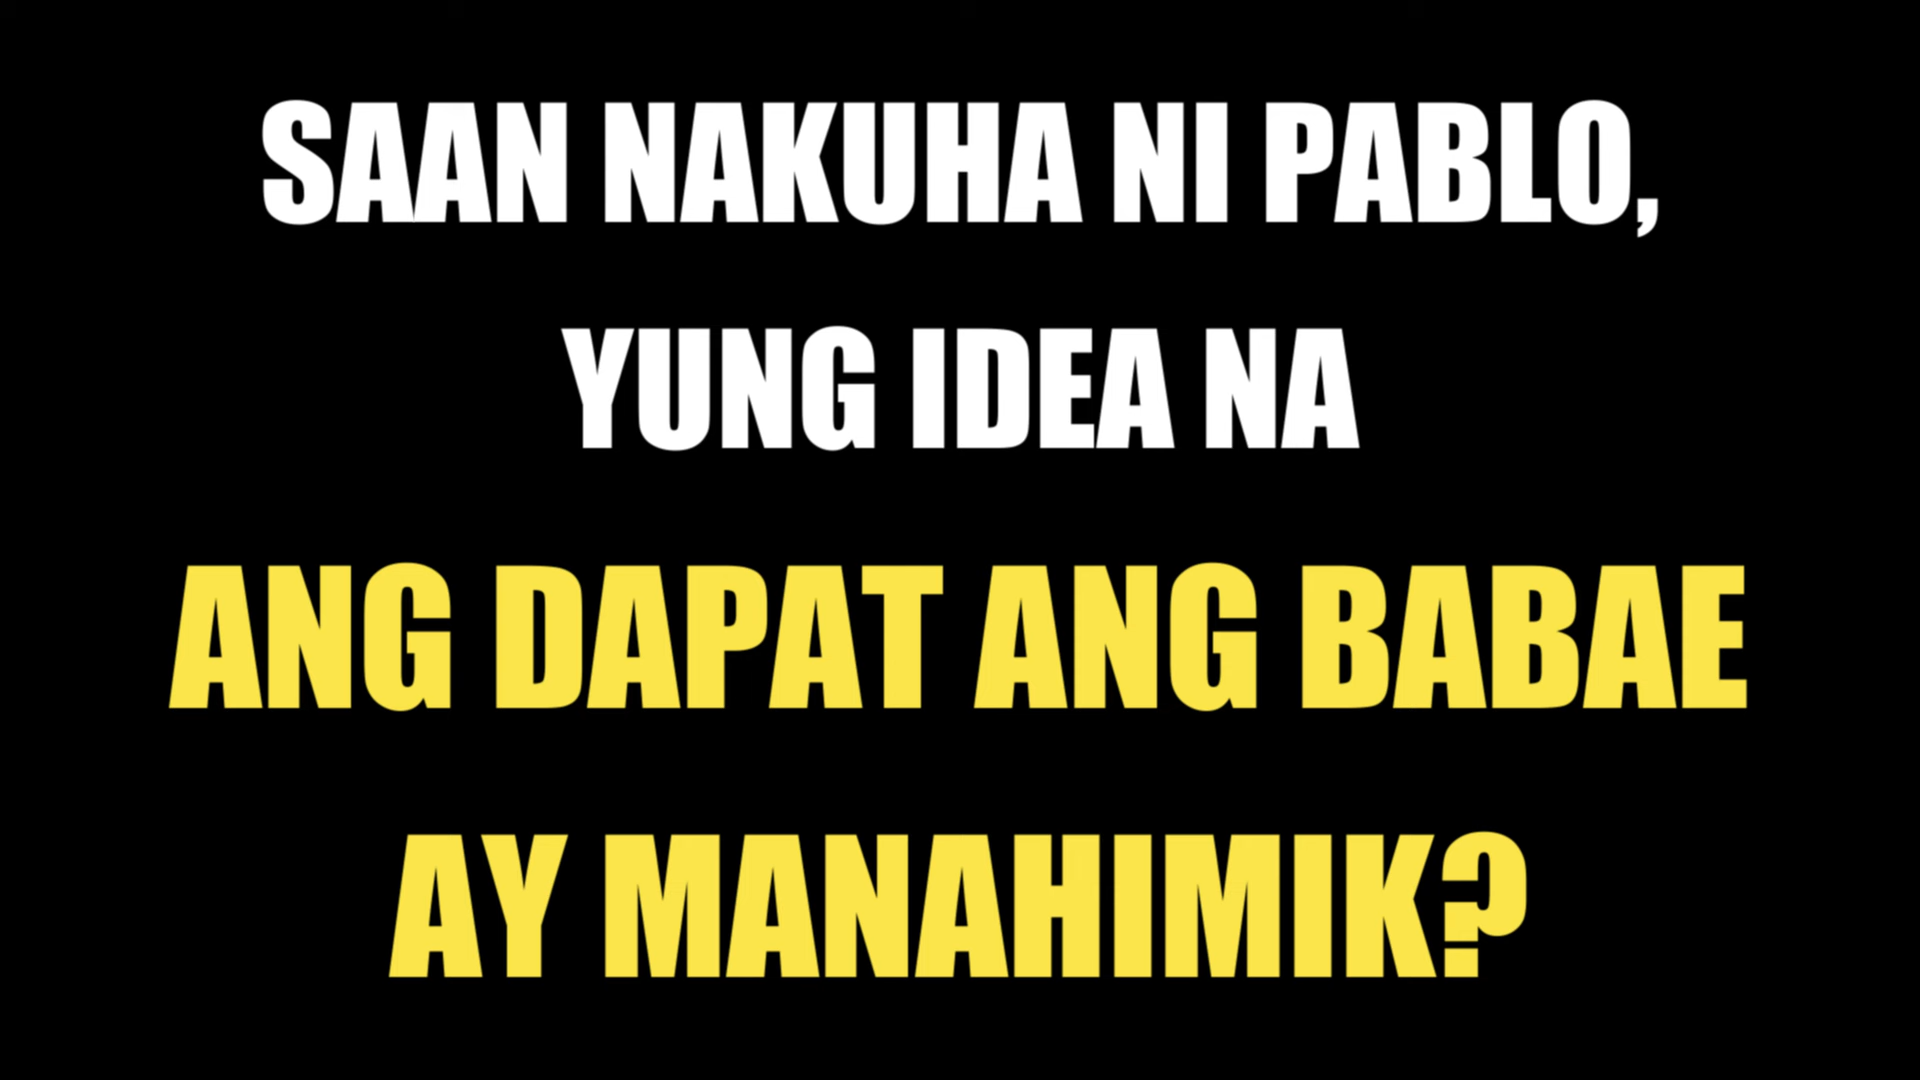 SAAN NAKUHA NI PABLO,
YUNG IDEA NA
ANG DAPAT ANG BABAE
AY MANAHIMIK?